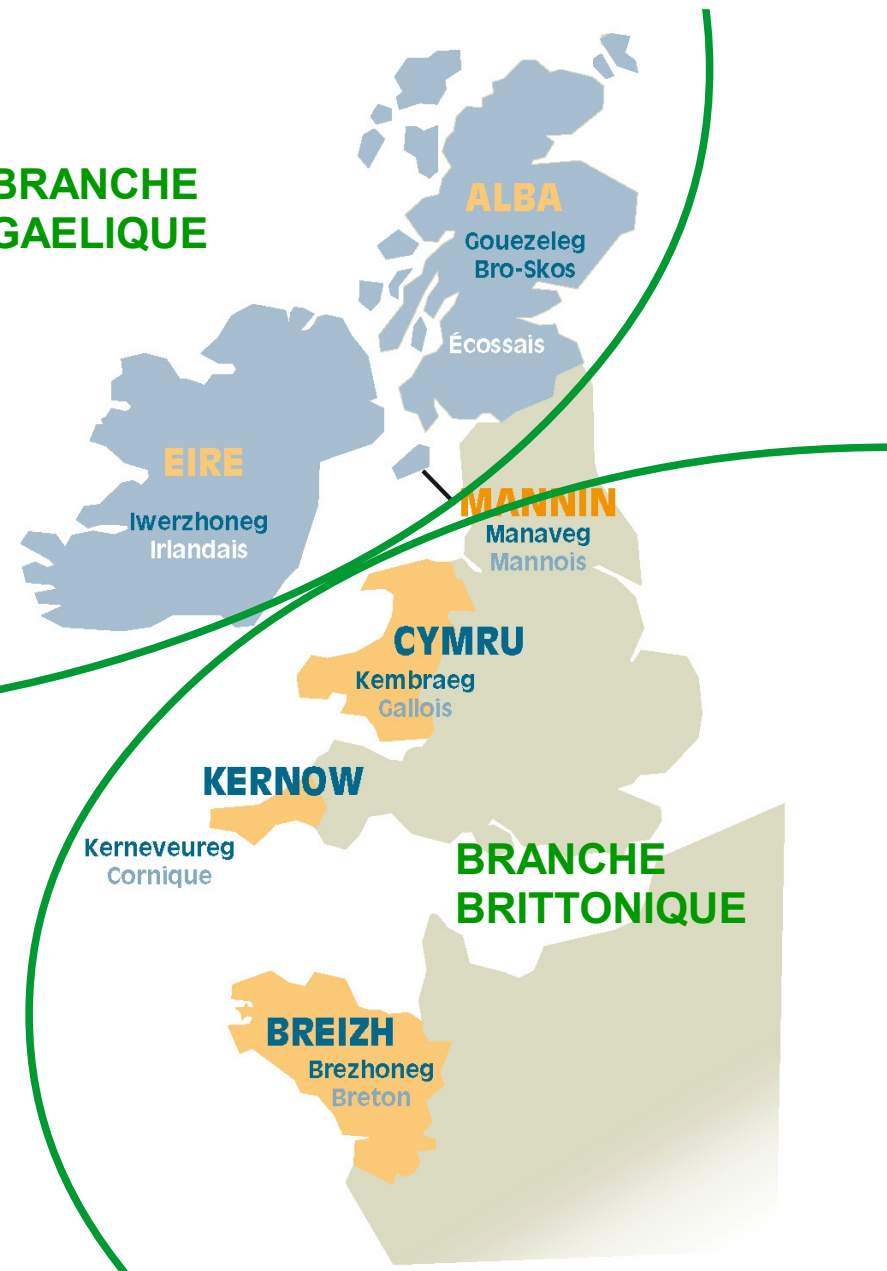 BRANCHE
GAELIQUE
ALBA
Gouezeleg
Bro-Skos
Écossais
EIRE
Iwerzhoneg
Irlandais
MANNIN
Manaveg
Mannois
CYMRU
Kembraeg
Gallois
KERNOW
Kerneveureg
Cornique
BRANCHE
BRITTONIQUE
BREIZH
Brezhoneg
Breton